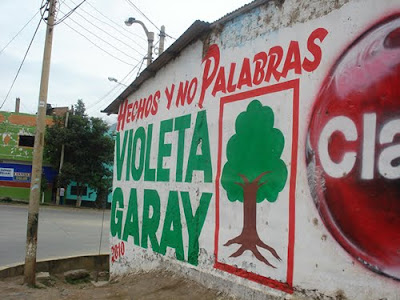 HECHOS Y NO PALABRAS
VIOLETA
GARAY
2010
Cla